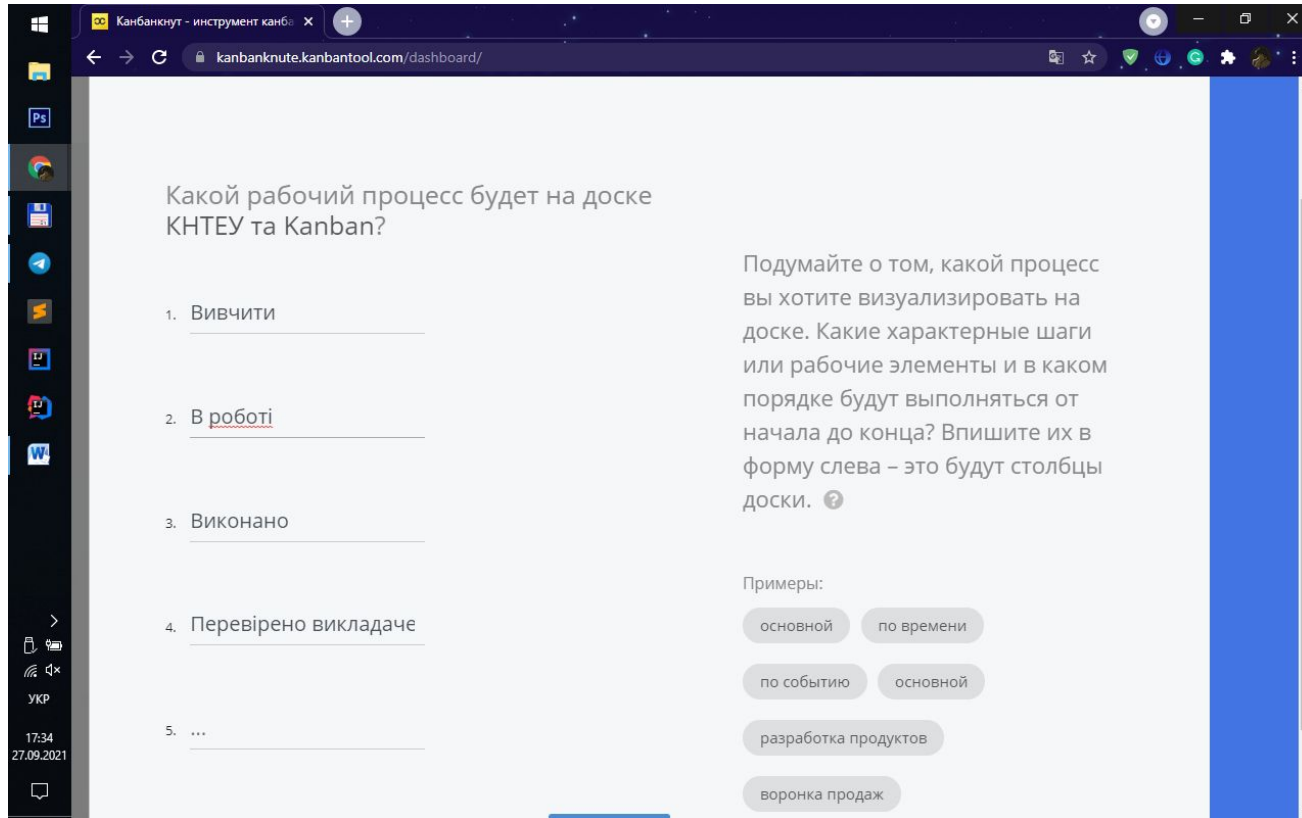 Канбанкнут - инструмент канба
kanbanknute.kanbantool.com/dashboard/
Ps
Какой рабочий процесс будет на доске
КНТЕУ та Kanban?
1. Вивчити
2. В роботі
3. Виконано
4. Перевірено викладаче
5. ...
Подумайте о том, какой процесс
вы хотите визуализировать на
доске. Какие характерные шаги
или рабочие элементы и в каком
порядке будут выполняться от
начала до конца? Впишите их в
форму слева – это будут столбцы
доски. ?
Примеры:
основной по времени
по событию основной
разработка продуктов
воронка продаж
УКР
17:34
27.09.2021